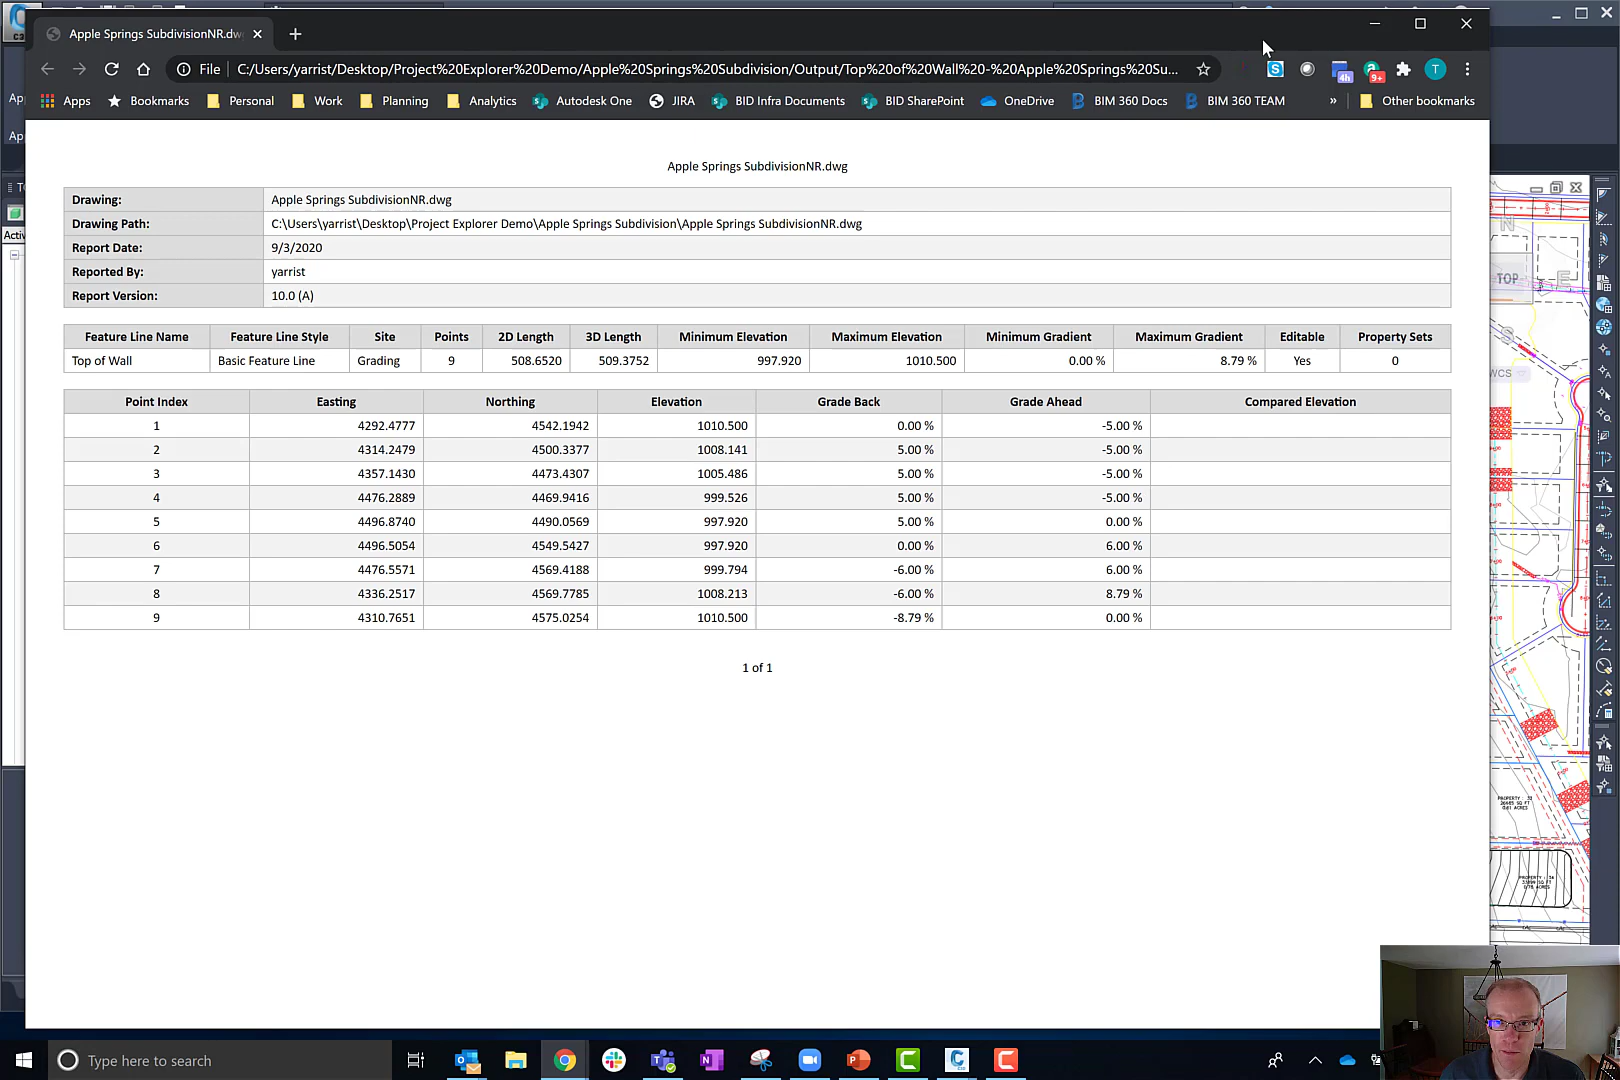 Apple Springs SubdivisionNR.dw
File C:/Users/yarrist/Desktop/Project%20Explorer%20Demo/Apple%20Springs%20Subdivision/Output/Top%20of%20Wall%20-%20Apple%20Springs%20Su...
4h 9+ T
Apps Bookmarks Personal Work Planning Analytics Autodesk One JIRA BID Infra Documents BID SharePoint OneDrive BIM 360 Docs BIM 360 TEAM » Other bookmarks
Apple Springs SubdivisionNR.dwg
Drawing: Apple Springs SubdivisionNR.dwg
Drawing Path: C:\Users\yarrist\Desktop\Project Explorer Demo\Apple Springs Subdivision\Apple Springs SubdivisionNR.dwg
Report Date: 9/3/2020
Reported By: yarrist
Report Version: 10.0 (A)
Feature Line Name Feature Line Style Site Points 2D Length 3D Length Minimum Elevation Maximum Elevation Minimum Gradient Maximum Gradient Editable Property Sets
Top of Wall Basic Feature Line Grading 9 508.6520 509.3752 997.920 1010.500 0.00 % 8.79 % Yes 0
Point Index Easting Northing Elevation Grade Back Grade Ahead Compared Elevation
1 4292.4777 4542.1942 1010.500 0.00 % -5.00 %
2 4314.2479 4500.3377 1008.141 5.00 % -5.00 %
3 4357.1430 4473.4307 1005.486 5.00 % -5.00 %
4 4476.2889 4469.9416 999.526 5.00 % -5.00 %
5 4496.8740 4490.0569 997.920 5.00 % 0.00 %
6 4496.5054 4549.5427 997.920 0.00 % 6.00 %
7 4476.5571 4569.4188 999.794 -6.00 % 6.00 %
8 4336.2517 4569.7785 1008.213 -6.00 % 8.79 %
9 4310.7651 4575.0254 1010.500 -8.79 % 0.00 %
1 of 1
N
TOP E
S
WCS
Type here to search